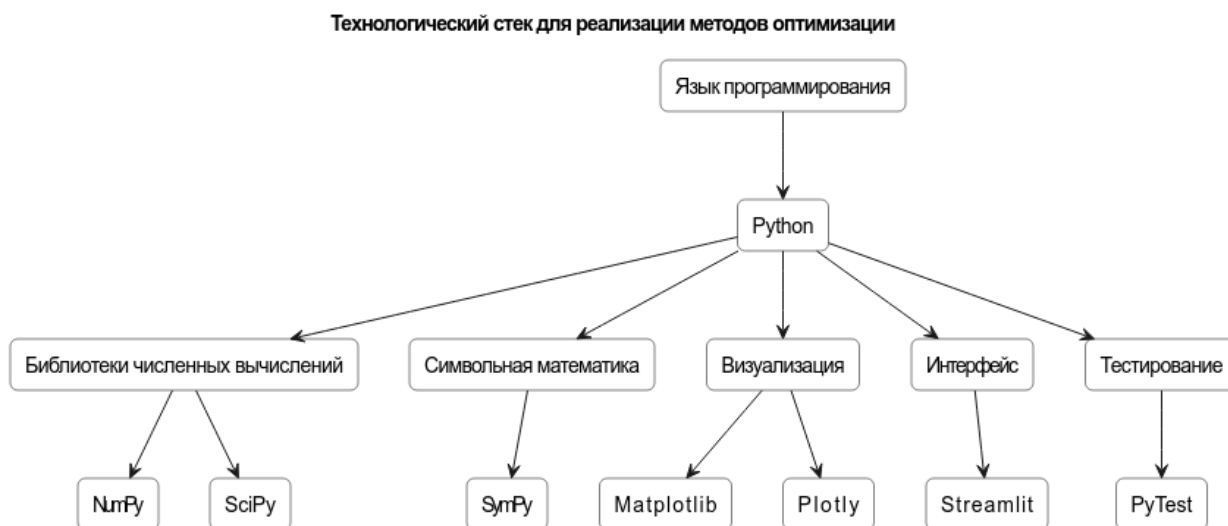 Технологический стек для реализации методов оптимизации
Язык программирования
Python
Библиотеки численных вычислений
Символьная математика
Визуализация
Интерфейс
Тестирование
NumPy
SciPy
SymPy
Matplotlib
Plotly
Streamlit
PyTest